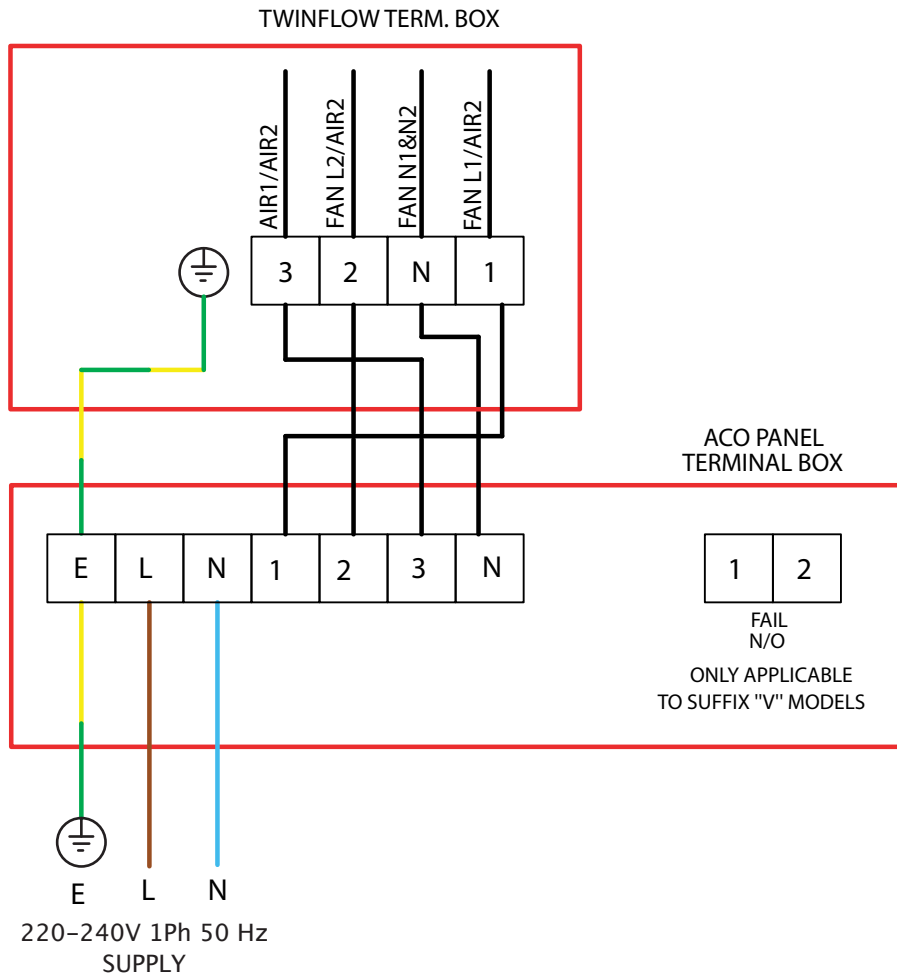 TWINFLOW TERM. BOX
AIR1/AIR2
FAN L2/AIR2
FAN N1&N2
FAN L1/AIR2
3 2 N 1
ACO PANEL
TERMINAL BOX
E L N 1 2 3 N
1 2
FAIL
N/O
ONLY APPLICABLE
TO SUFFIX "V" MODELS
E L N
220-240V 1Ph 50 Hz
SUPPLY